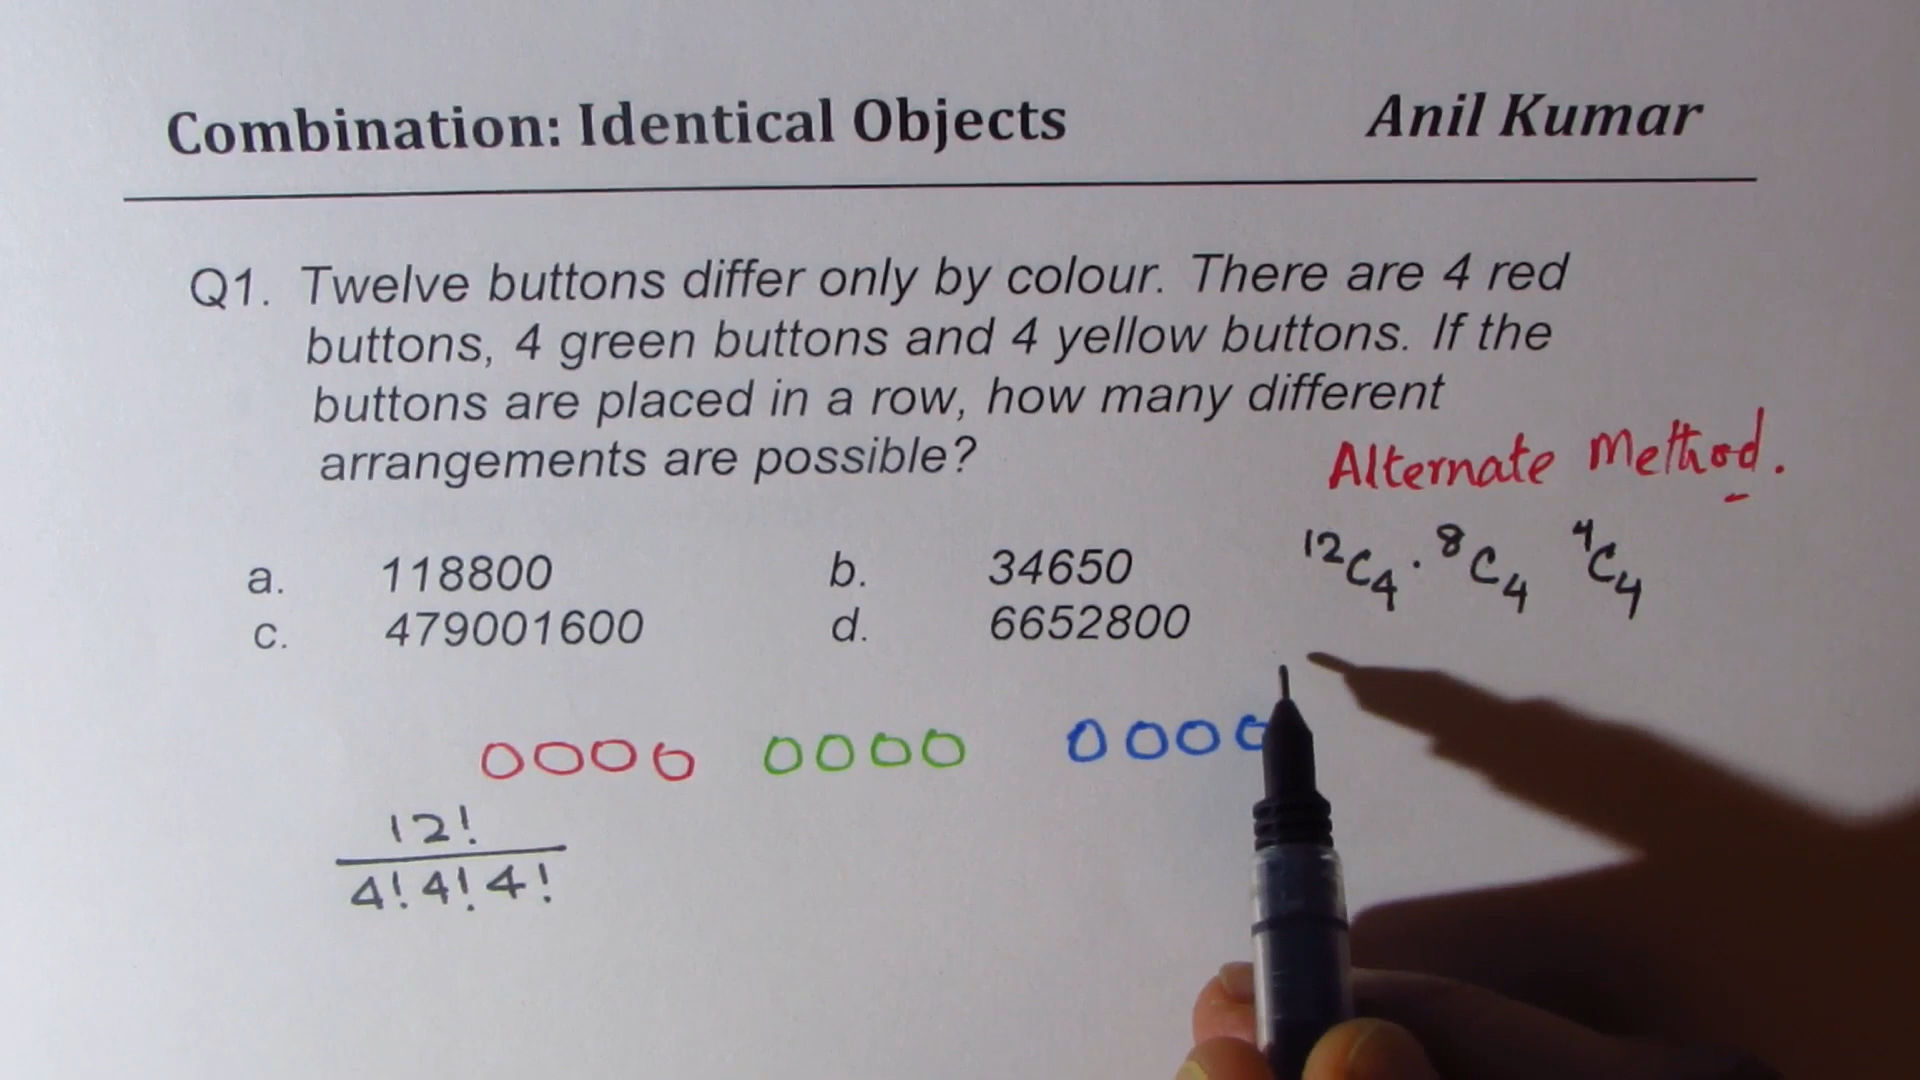 Combination: Identical Objects Anil Kumar
Q1. Twelve buttons differ only by colour. There are 4 red
buttons, 4 green buttons and 4 yellow buttons. If the
buttons are placed in a row, how many different
arrangements are possible?
Alternate Method.
a. 118800 b. 34650
c. 479001600 d. 6652800
¹²C₄ · ⁸C₄ ⁴C₄
12!
4! 4! 4!